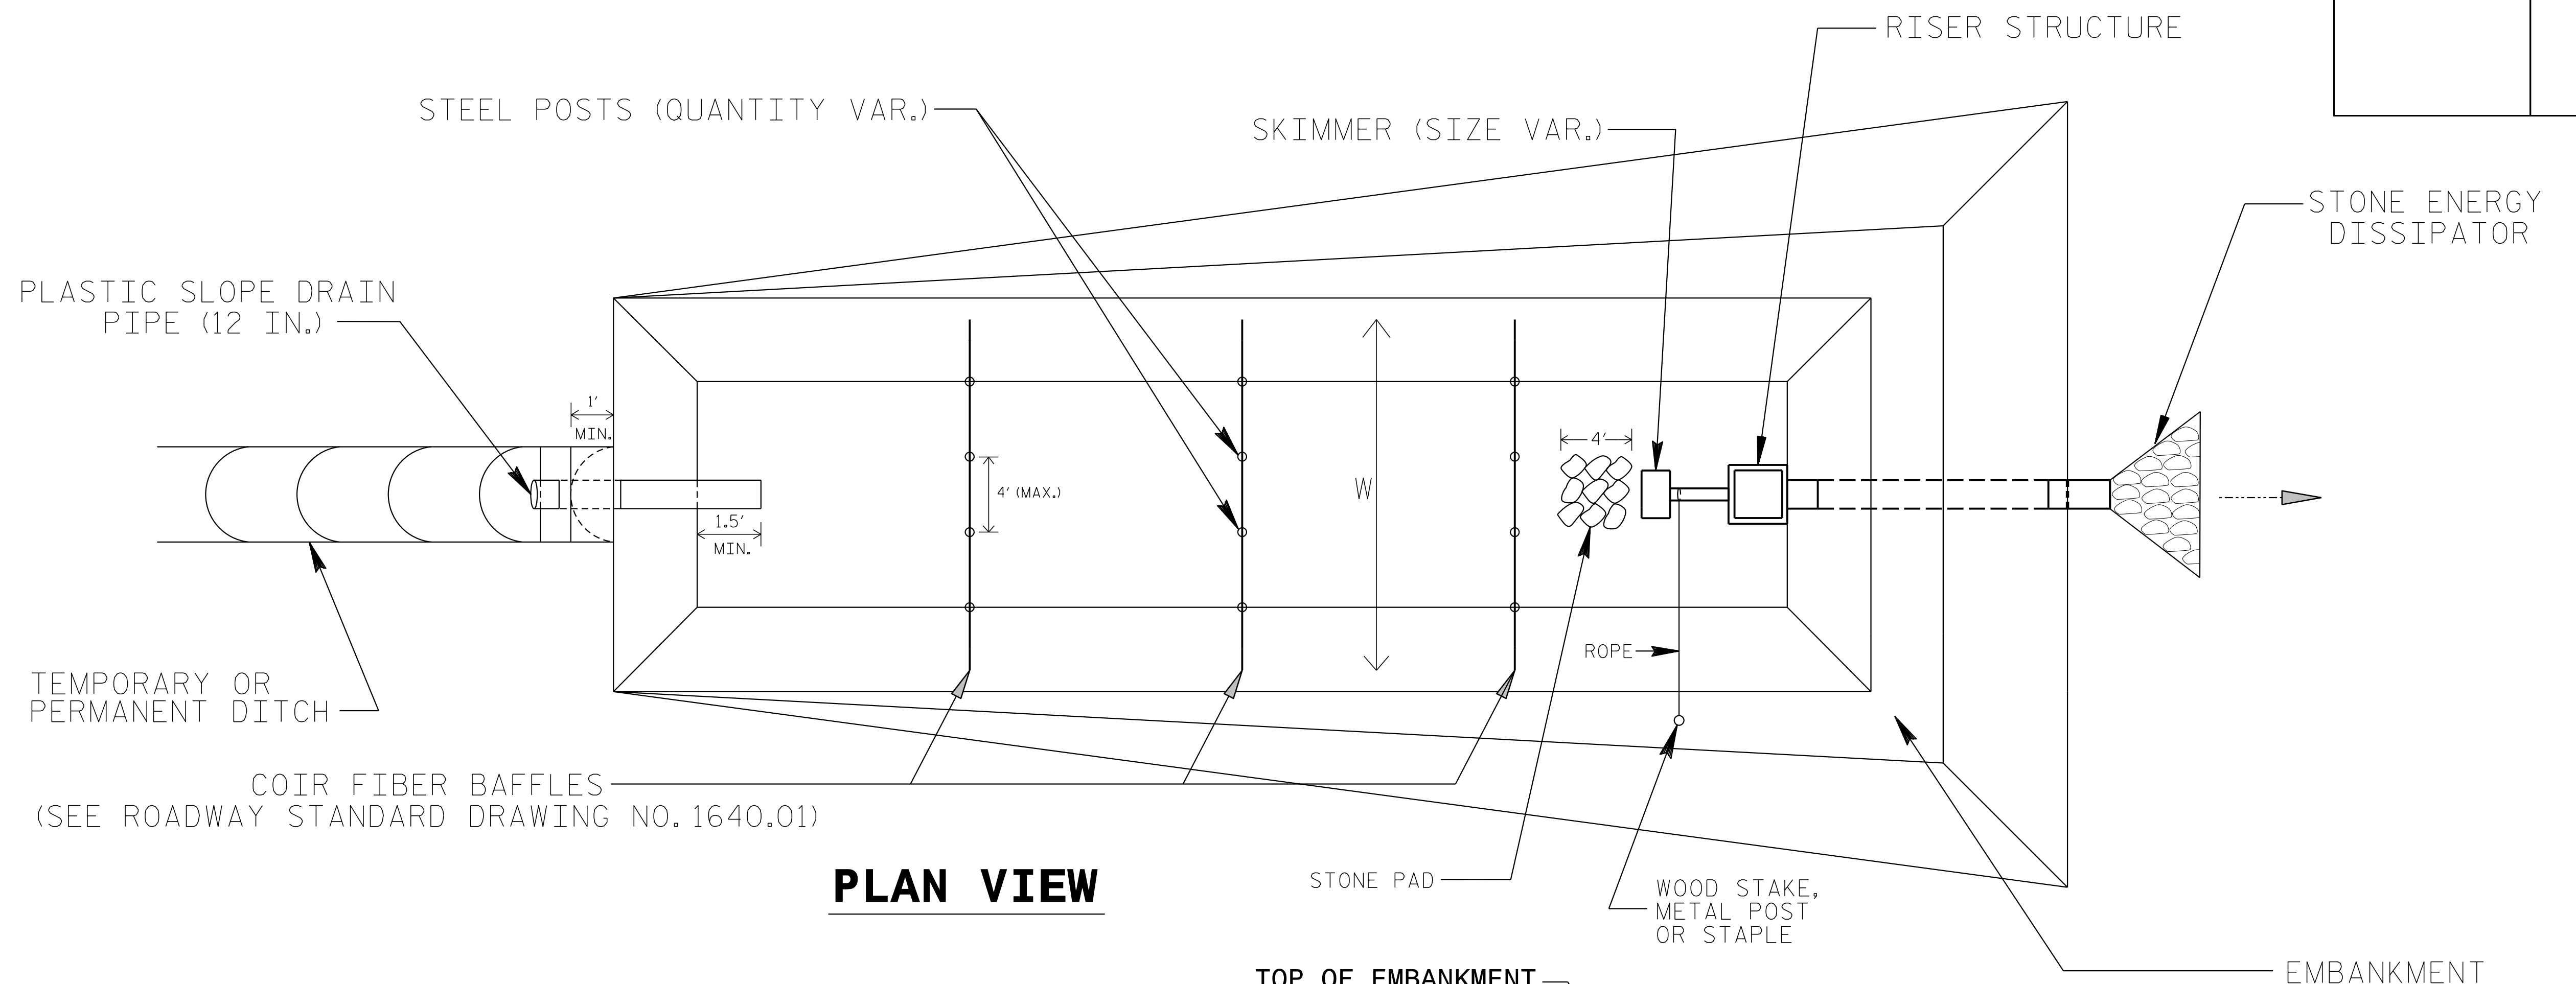 RISER STRUCTURE
STEEL POSTS (QUANTITY VAR.)
SKIMMER (SIZE VAR.)
STONE ENERGY
DISSIPATOR
PLASTIC SLOPE DRAIN
PIPE (12 IN.)
1'
MIN.
4'
4' (MAX.)
W
1.5'
MIN.
ROPE
TEMPORARY OR
PERMANENT DITCH
COIR FIBER BAFFLES
(SEE ROADWAY STANDARD DRAWING NO. 1640.01)
PLAN VIEW
STONE PAD
WOOD STAKE,
METAL POST
OR STAPLE
EMBANKMENT
TOP OF EMBANKMENT